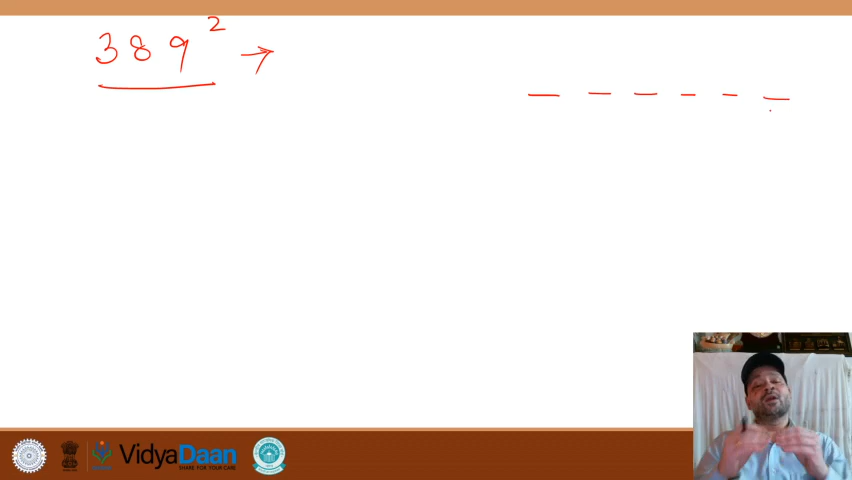 389² →
_ _ _ _ _ _
VidyaDaan
SHARE FOR YOUR CARE